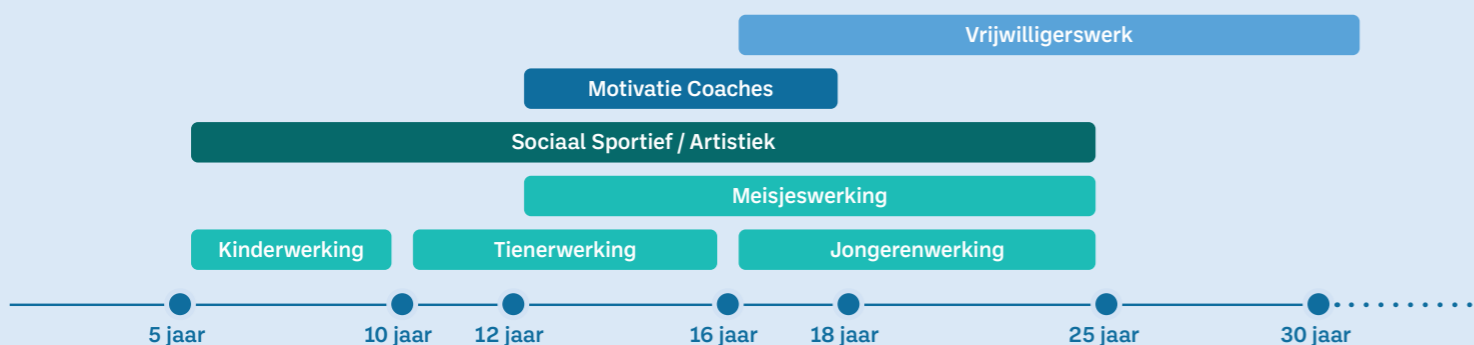 Vrijwilligerswerk
Motivatie Coaches
Sociaal Sportief / Artistiek
Meisjeswerking
Kinderwerking Tienerwerking Jongerenwerking
5 jaar 10 jaar 12 jaar 16 jaar 18 jaar 25 jaar 30 jaar